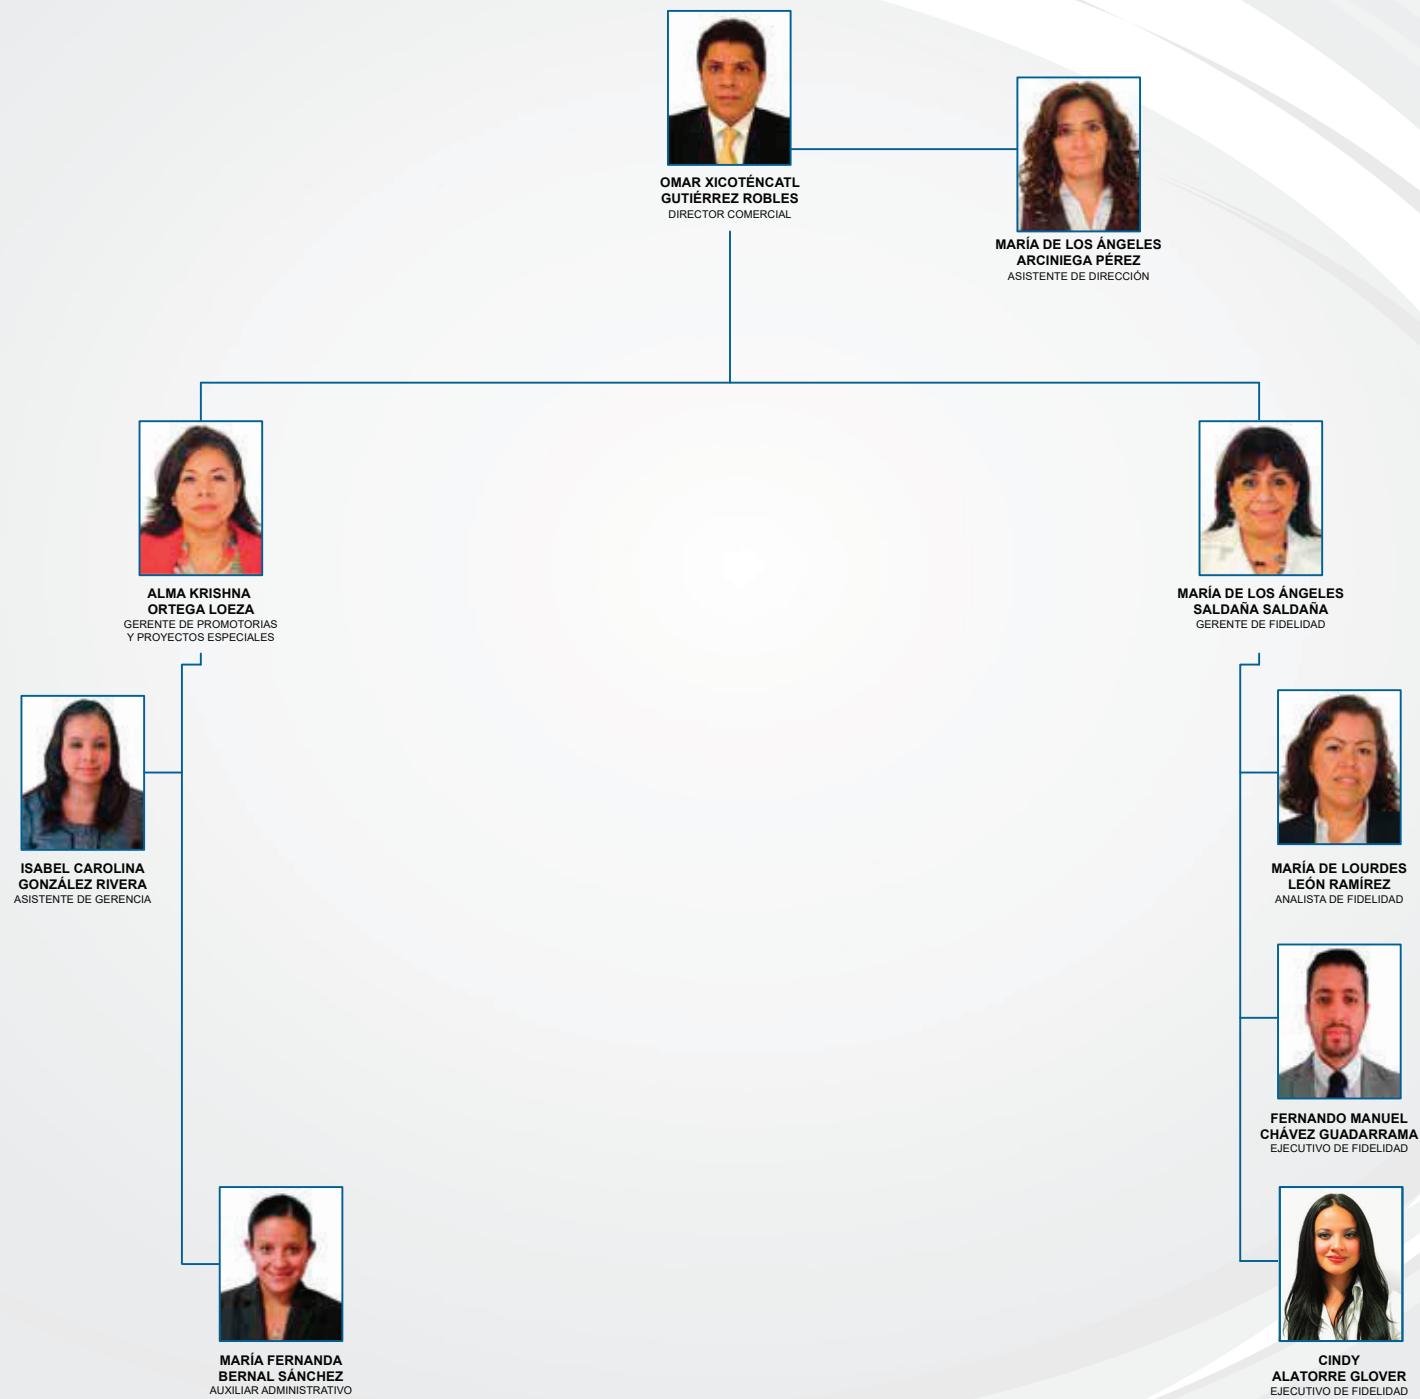 OMAR XICOTÉNCATL
GUTIÉRREZ ROBLES
DIRECTOR COMERCIAL
MARÍA DE LOS ÁNGELES
ARCINIEGA PÉREZ
ASISTENTE DE DIRECCIÓN
ALMA KRISHNA
ORTEGA LOEZA
GERENTE DE PROMOTORIAS
Y PROYECTOS ESPECIALES
MARÍA DE LOS ÁNGELES
SALDAÑA SALDAÑA
GERENTE DE FIDELIDAD
ISABEL CAROLINA
GONZÁLEZ RIVERA
ASISTENTE DE GERENCIA
MARÍA DE LOURDES
LEÓN RAMÍREZ
ANALISTA DE FIDELIDAD
FERNANDO MANUEL
CHÁVEZ GUADARRAMA
EJECUTIVO DE FIDELIDAD
MARÍA FERNANDA
BERNAL SÁNCHEZ
AUXILIAR ADMINISTRATIVO
CINDY
ALATORRE GLOVER
EJECUTIVO DE FIDELIDAD